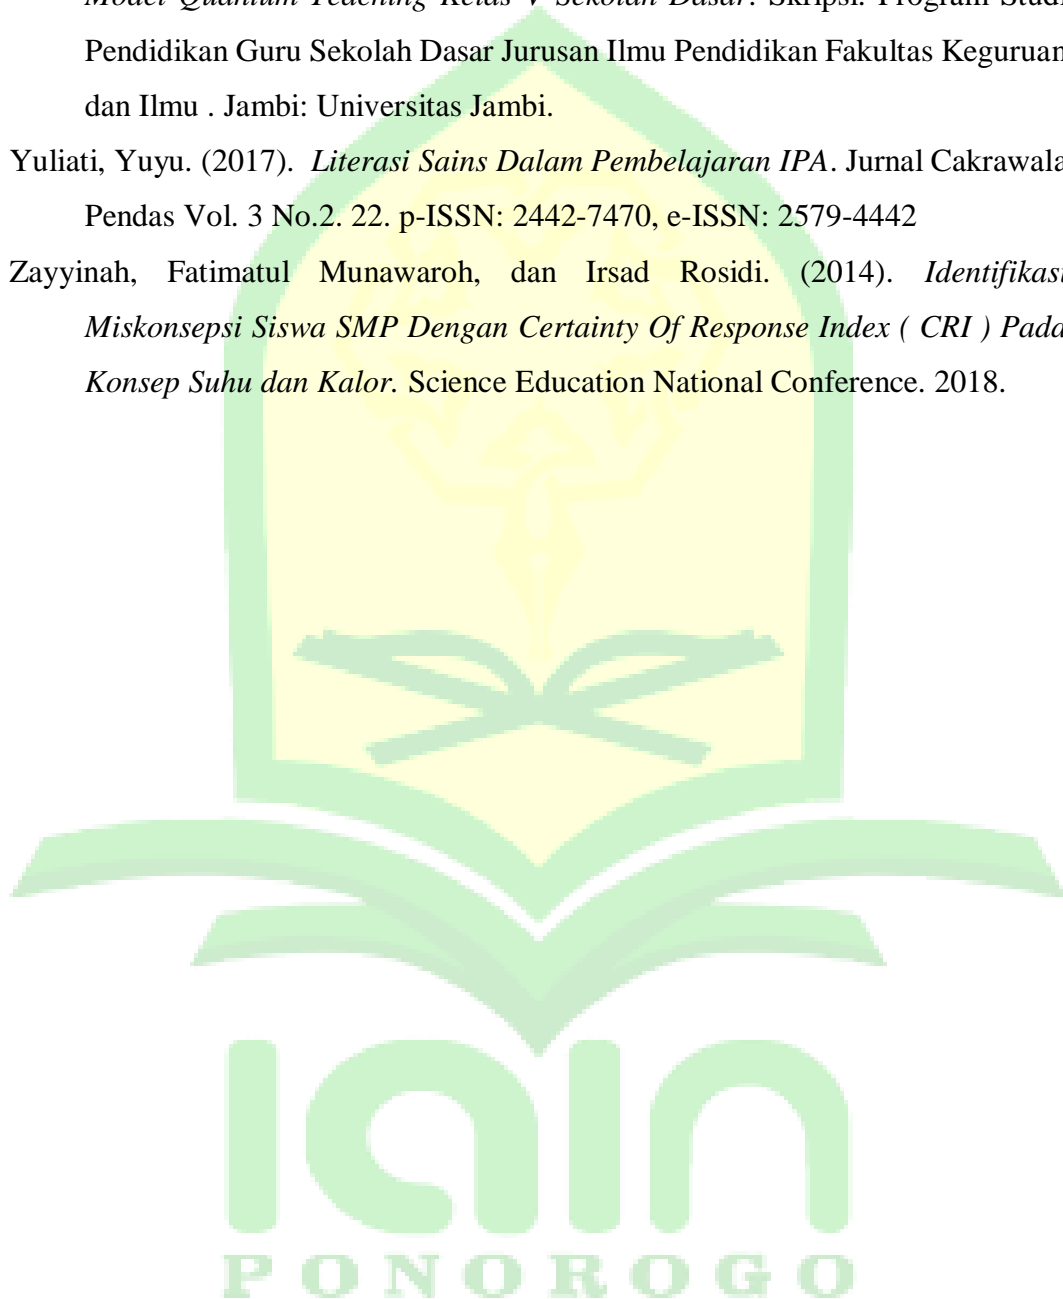 Model Quantum Teaching Kelas V Sekolah Dasar. Skripsi. Program Studi
Pendidikan Guru Sekolah Dasar Jurusan Ilmu Pendidikan Fakultas Keguruan
dan Ilmu . Jambi: Universitas Jambi.
Yuliati, Yuyu. (2017). Literasi Sains Dalam Pembelajaran IPA. Jurnal Cakrawala
Pendas Vol. 3 No.2. 22. p-ISSN: 2442-7470, e-ISSN: 2579-4442
Zayyinah, Fatimatul Munawaroh, dan Irsad Rosidi. (2014). Identifikasi
Miskonsepsi Siswa SMP Dengan Certainty Of Response Index ( CRI ) Pada
Konsep Suhu dan Kalor. Science Education National Conference. 2018.
IAIN
PONOROGO